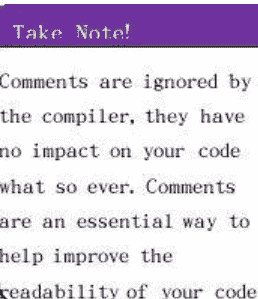 Take Note!
Comments are ignored by
the compiler, they have
no impact on your code
what so ever. Comments
are an essential way to
help improve the
readability of your code